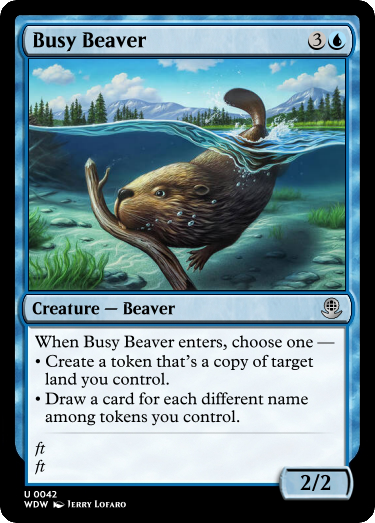 Busy Beaver 3
Creature — Beaver
When Busy Beaver enters, choose one —
• Create a token that's a copy of target
land you control.
• Draw a card for each different name
among tokens you control.
ft
ft
2/2
U 0042
WDW Jerry Lofaro